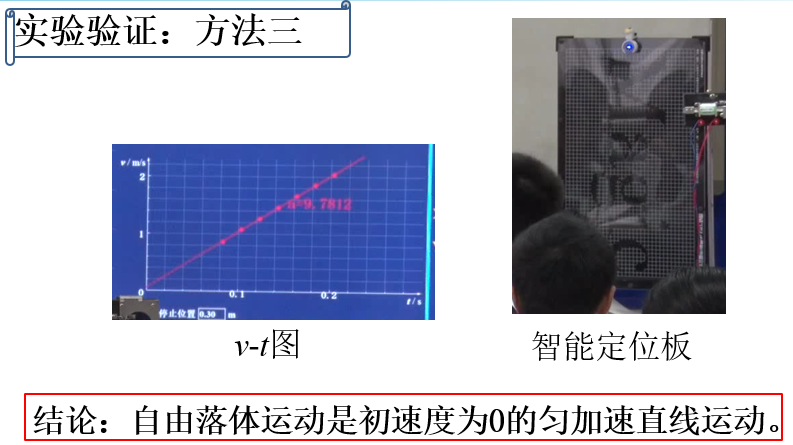 实验验证：方法三
v/m/s
2
a=9.7812
1
0
0.1
0.2
t/s
停止位置 0.30 m
v-t图
智能定位板
结论：自由落体运动是初速度为0的匀加速直线运动。